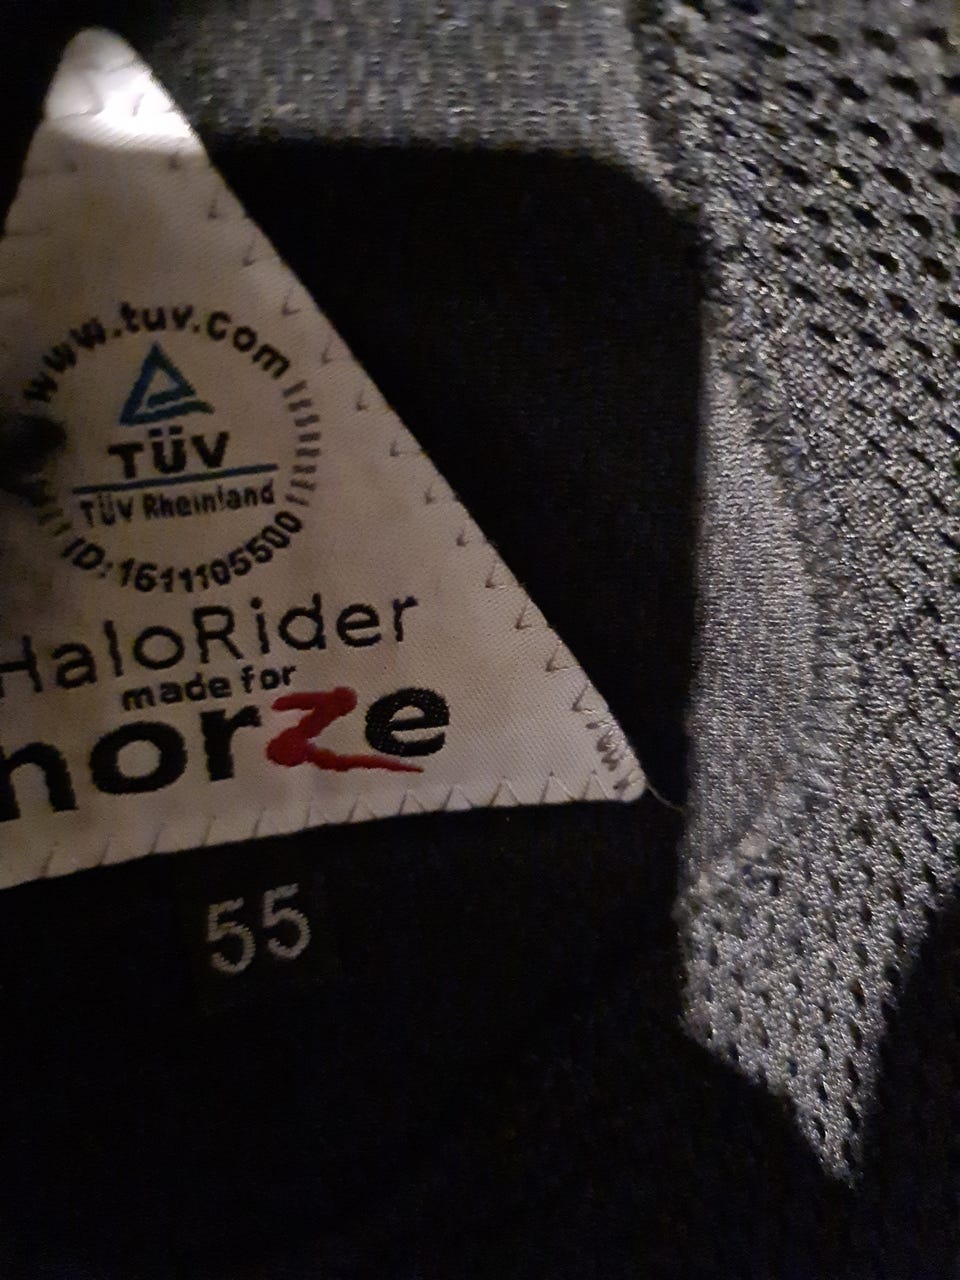 www.tuv.com
TÜV
TÜV Rheinland
ID: 1611105500
HaloRider
made for
horze
55